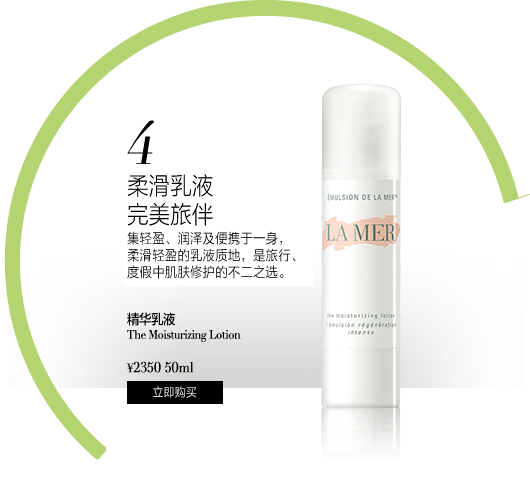 4
柔滑乳液
完美旅伴
集轻盈、润泽及便携于一身，
柔滑轻盈的乳液质地，是旅行、
度假中肌肤修护的不二之选。
精华乳液
The Moisturizing Lotion
¥2350 50ml
立即购买
ÉMULSION DE LA MER™
LA MER
the moisturizing lotion
l'émulsion régénération
intense